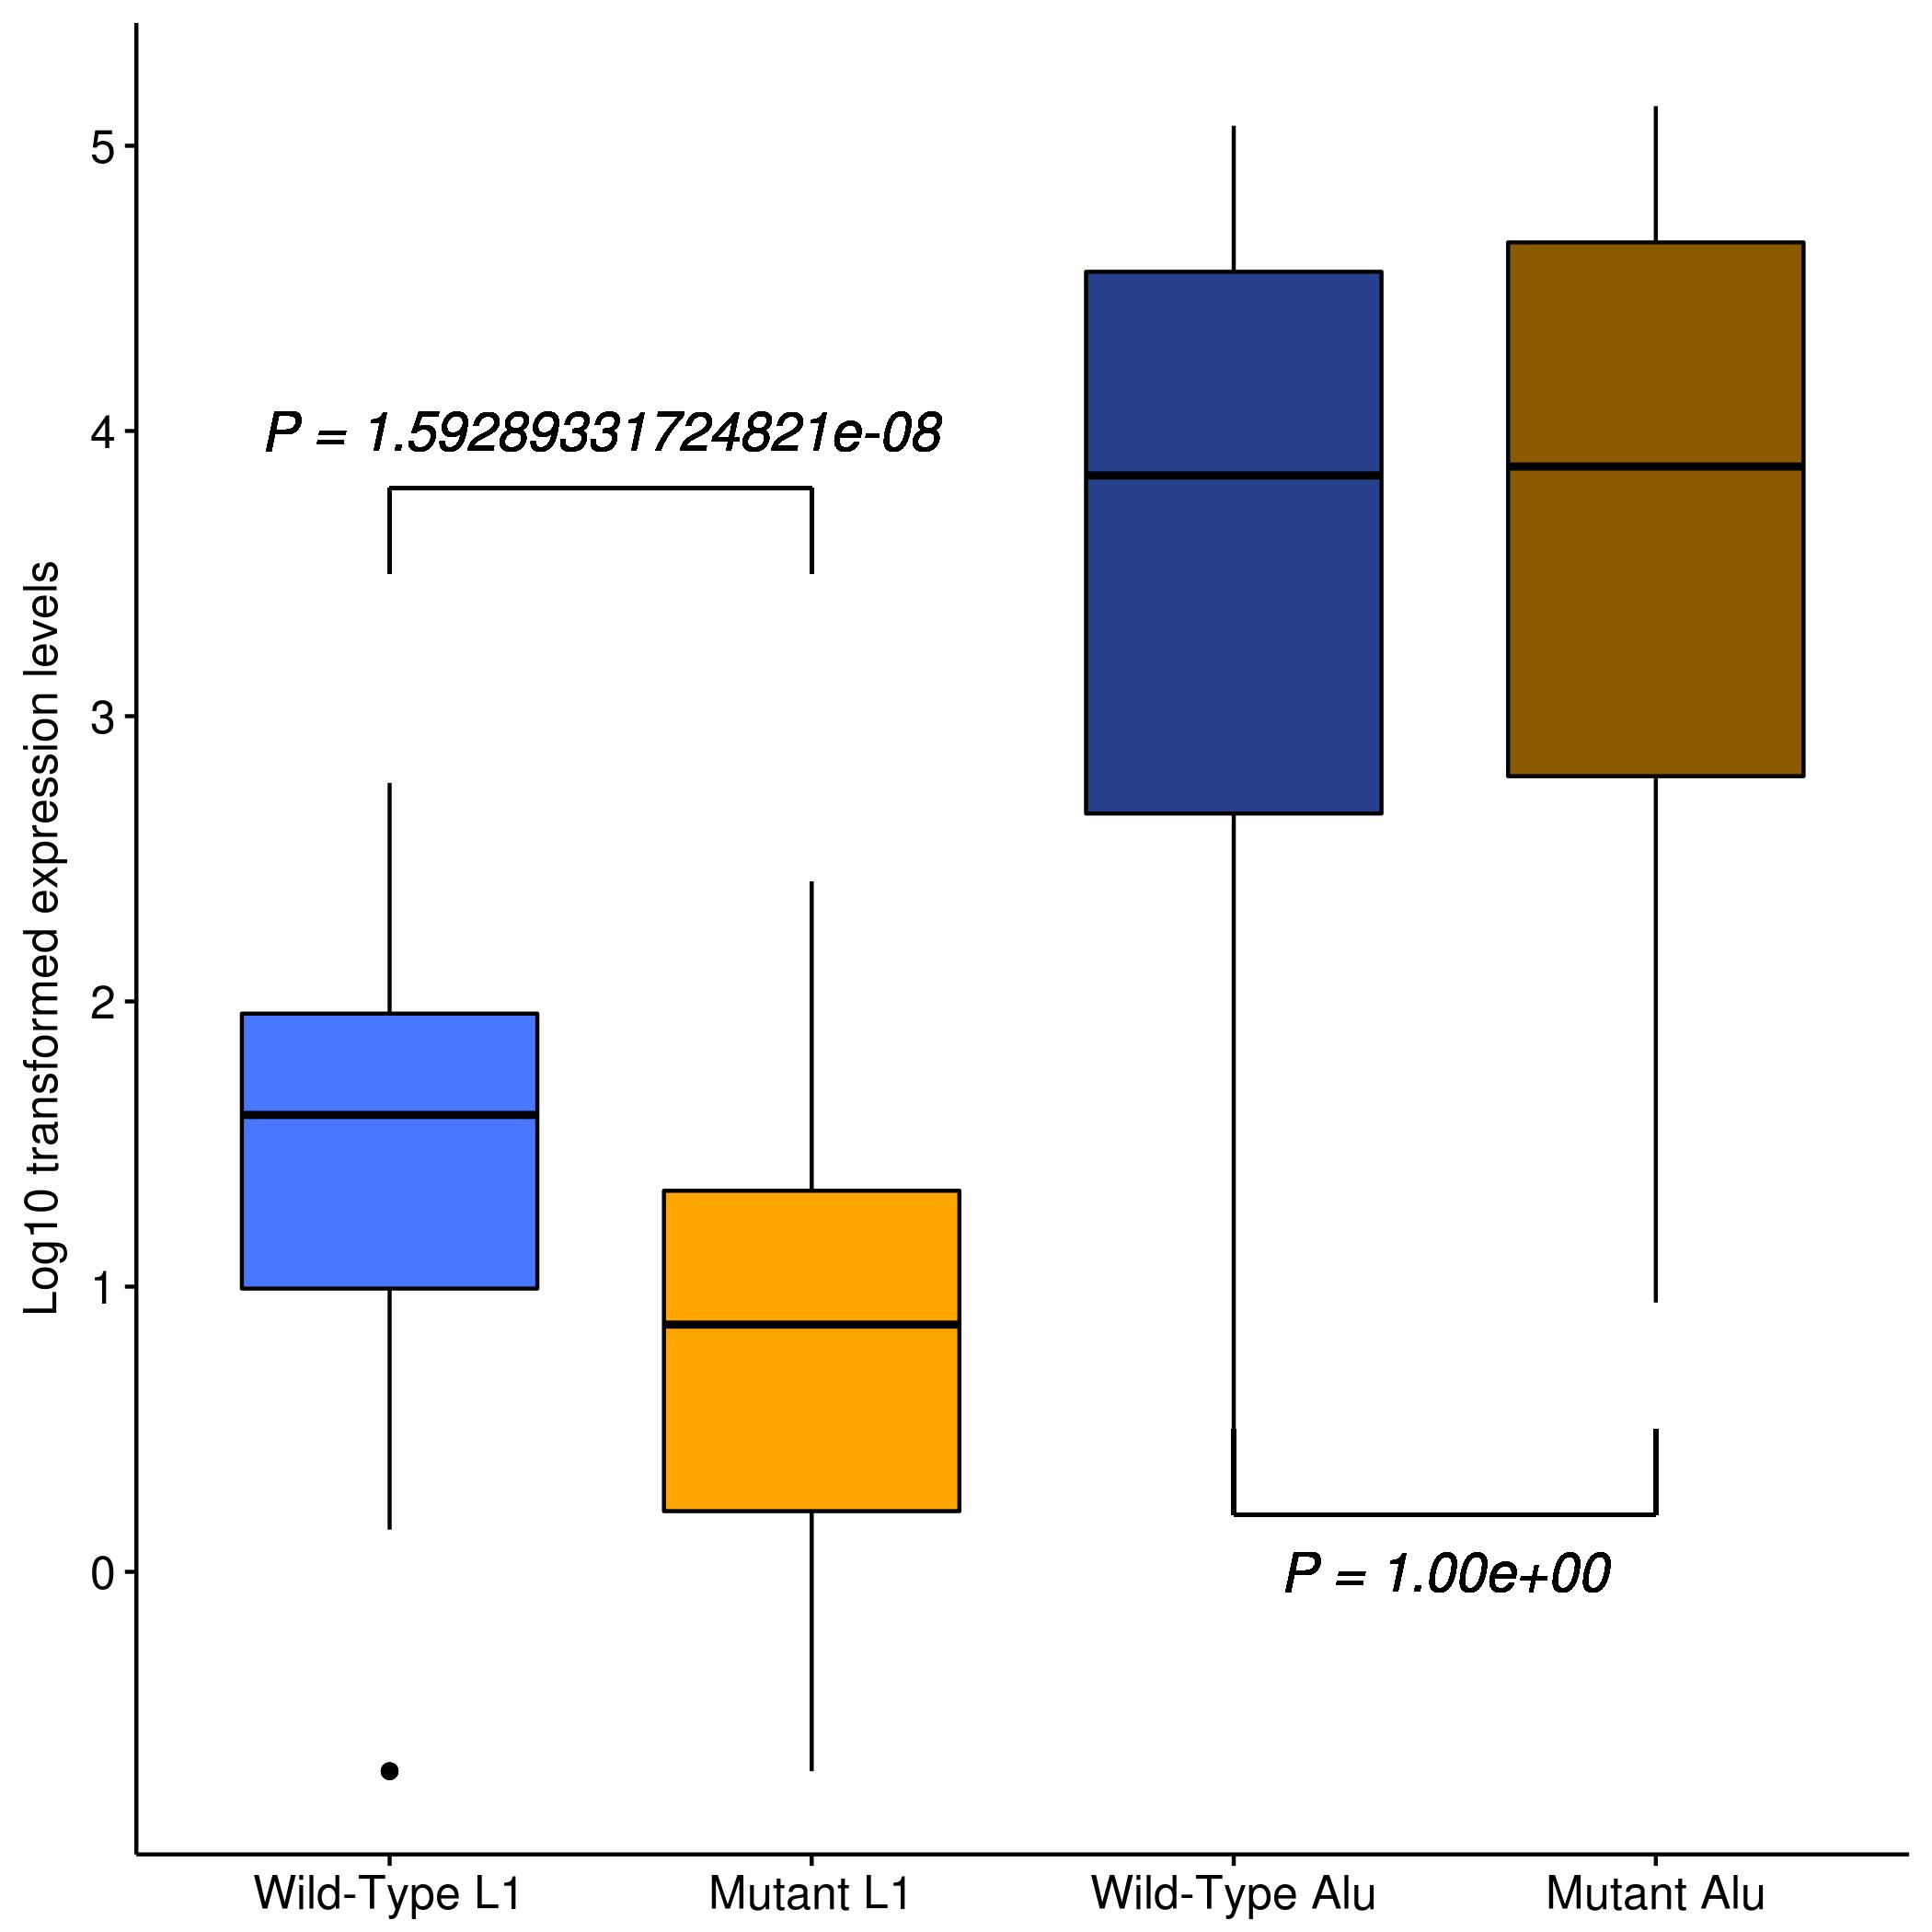 Log10 transformed expression levels
5
4
3
2
1
0
P = 1.59289331724821e-08
P = 1.00e+00
Wild-Type L1
Mutant L1
Wild-Type Alu
Mutant Alu